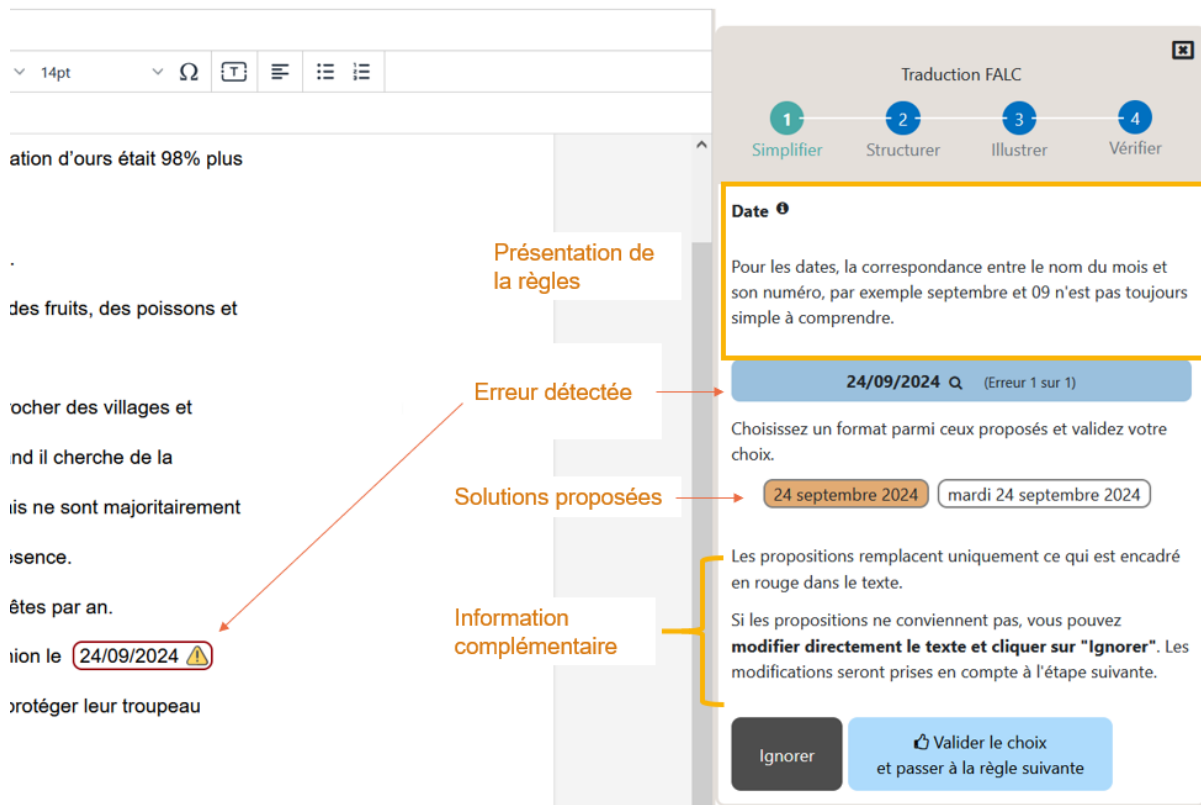 14pt
Ω
T
ation d’ours était 98% plus
.
des fruits, des poissons et
rocher des villages et
nd il cherche de la
is ne sont majoritairement
ésence.
êtes par an.
nion le 24/09/2024
protéger leur troupeau
Présentation de
la règles
Erreur détectée
Solutions proposées
Information
complémentaire
Traduction FALC
1 2 3 4
Simplifier Structurer Illustrer Vérifier
Date
Pour les dates, la correspondance entre le nom du mois et
son numéro, par exemple septembre et 09 n'est pas toujours
simple à comprendre.
24/09/2024 (Erreur 1 sur 1)
Choisissez un format parmi ceux proposés et validez votre
choix.
24 septembre 2024 mardi 24 septembre 2024
Les propositions remplacent uniquement ce qui est encadré
en rouge dans le texte.
Si les propositions ne conviennent pas, vous pouvez
modifier directement le texte et cliquer sur "Ignorer". Les
modifications seront prises en compte à l'étape suivante.
Ignorer
Valider le choix
et passer à la règle suivante